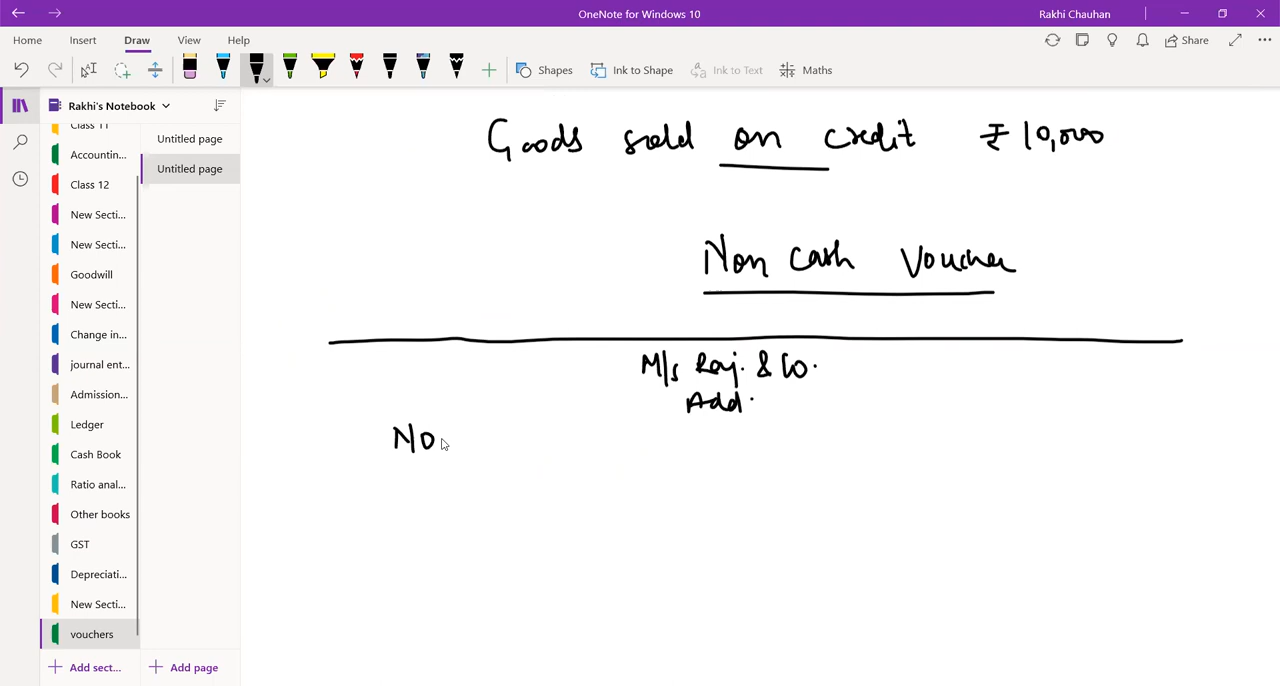 OneNote for Windows 10
Rakhi Chauhan
Home Insert Draw View Help
Share
Shapes Ink to Shape Ink to Text Maths
Rakhi's Notebook
Class 11
Accountin...
Class 12
New Secti...
New Secti...
Goodwill
New Secti...
Change in...
journal ent...
Admission...
Ledger
Cash Book
Ratio anal...
Other books
GST
Depreciati...
New Secti...
vouchers
Add sect...
Untitled page
Untitled page
Add page
Goods sold on credit ₹10,000
Non Cash Voucher
M/s Raj. & Co.
Add.
No